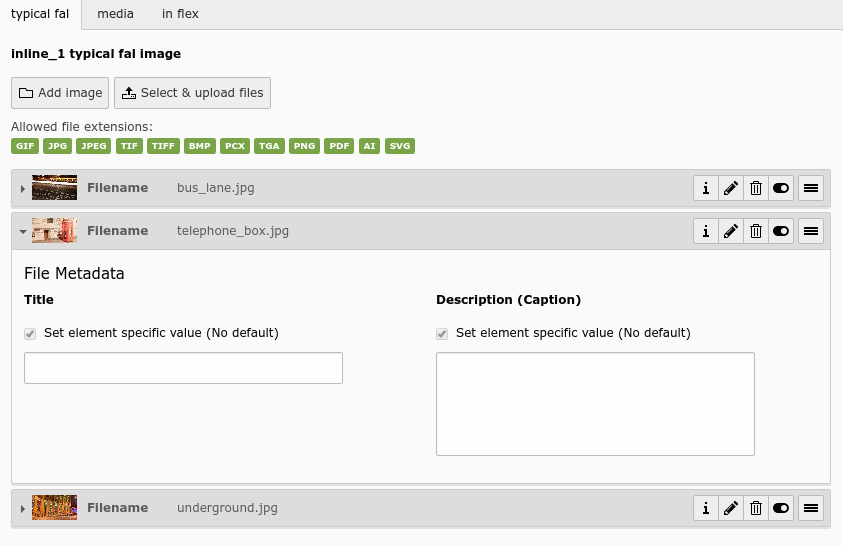 typical fal media in flex
inline_1 typical fal image
Add image Select & upload files
Allowed file extensions:
GIF JPG JPEG TIF TIFF BMP PCX TGA PNG PDF AI SVG
Filename bus_lane.jpg
Filename telephone_box.jpg
File Metadata
Title Description (Caption)
Set element specific value (No default) Set element specific value (No default)
Filename underground.jpg